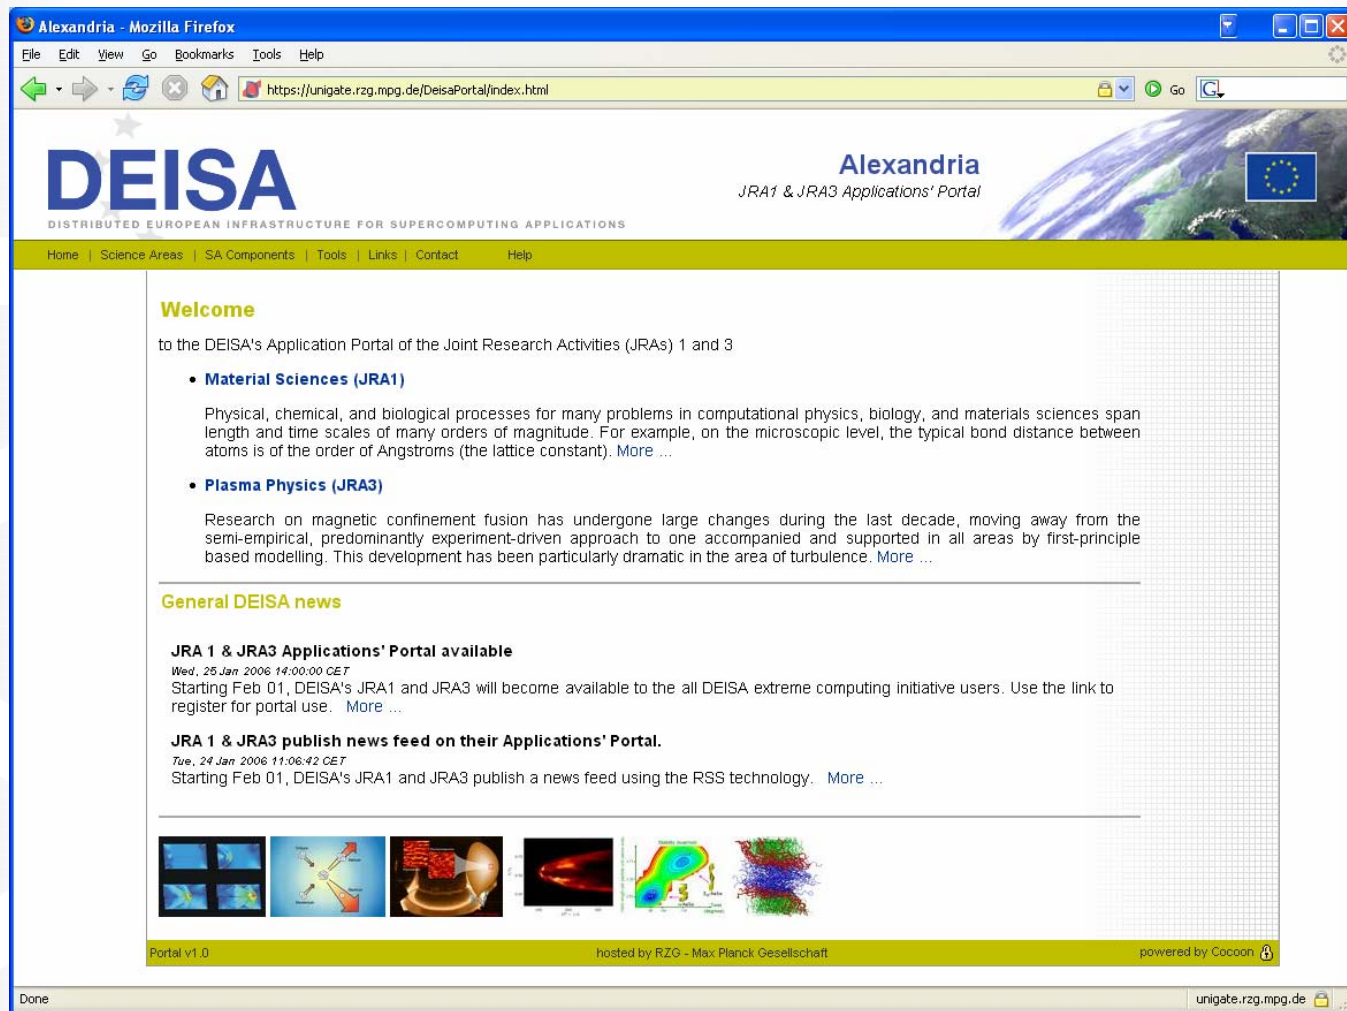 Alexandria - Mozilla Firefox
File Edit View Go Bookmarks Tools Help
https://unigate.rzg.mpg.de/DeisaPortal/index.html Go
DEISA
DISTRIBUTED EUROPEAN INFRASTRUCTURE FOR SUPERCOMPUTING APPLICATIONS
Alexandria
JRA1 & JRA3 Applications' Portal
Home | Science Areas | SA Components | Tools | Links | Contact Help
Welcome
to the DEISA's Application Portal of the Joint Research Activities (JRAs) 1 and 3
• Material Sciences (JRA1)
Physical, chemical, and biological processes for many problems in computational physics, biology, and materials sciences span
length and time scales of many orders of magnitude. For example, on the microscopic level, the typical bond distance between
atoms is of the order of Angstroms (the lattice constant). More ...
• Plasma Physics (JRA3)
Research on magnetic confinement fusion has undergone large changes during the last decade, moving away from the
semi-empirical, predominantly experiment-driven approach to one accompanied and supported in all areas by first-principle
based modelling. This development has been particularly dramatic in the area of turbulence. More ...
General DEISA news
JRA 1 & JRA3 Applications' Portal available
Wed, 25 Jan 2006 14:00:00 CET
Starting Feb 01, DEISA's JRA1 and JRA3 will become available to the all DEISA extreme computing initiative users. Use the link to
register for portal use. More ...
JRA 1 & JRA3 publish news feed on their Applications' Portal.
Tue, 24 Jan 2006 11:06:42 CET
Starting Feb 01, DEISA's JRA1 and JRA3 publish a news feed using the RSS technology. More ...
Portal v1.0 hosted by RZG - Max Planck Gesellschaft powered by Cocoon
Done unigate.rzg.mpg.de